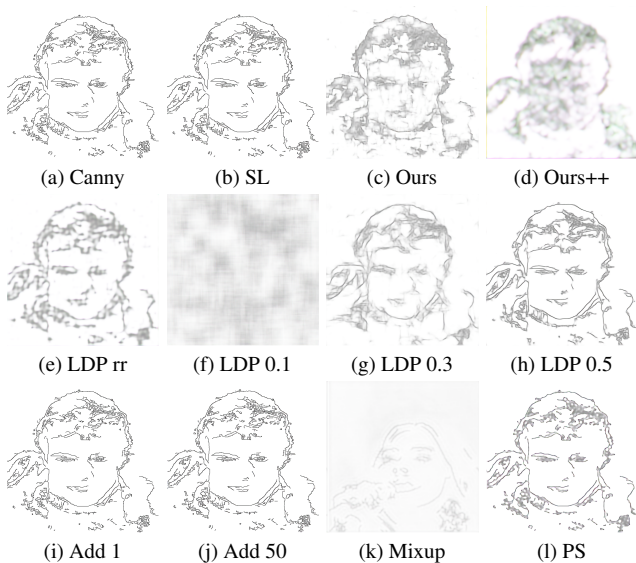 (a) Canny (b) SL (c) Ours (d) Ours++
(e) LDP rr (f) LDP 0.1 (g) LDP 0.3 (h) LDP 0.5
(i) Add 1 (j) Add 50 (k) Mixup (l) PS